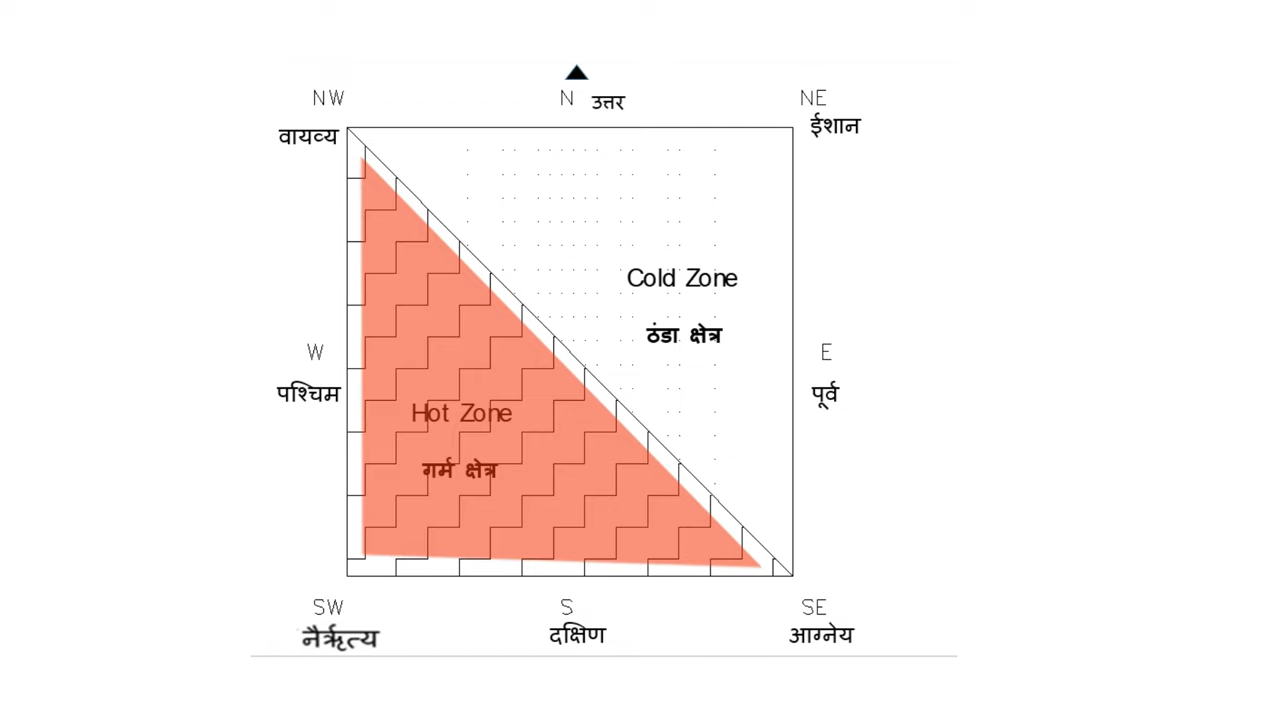 NW
N
उत्तर
NE
वायव्य
ईशान
Cold Zone
ठंडा क्षेत्र
W
E
पश्चिम
पूर्व
Hot Zone
गर्म क्षेत्र
SW
S
SE
नैर्ऋत्य
दक्षिण
आग्नेय